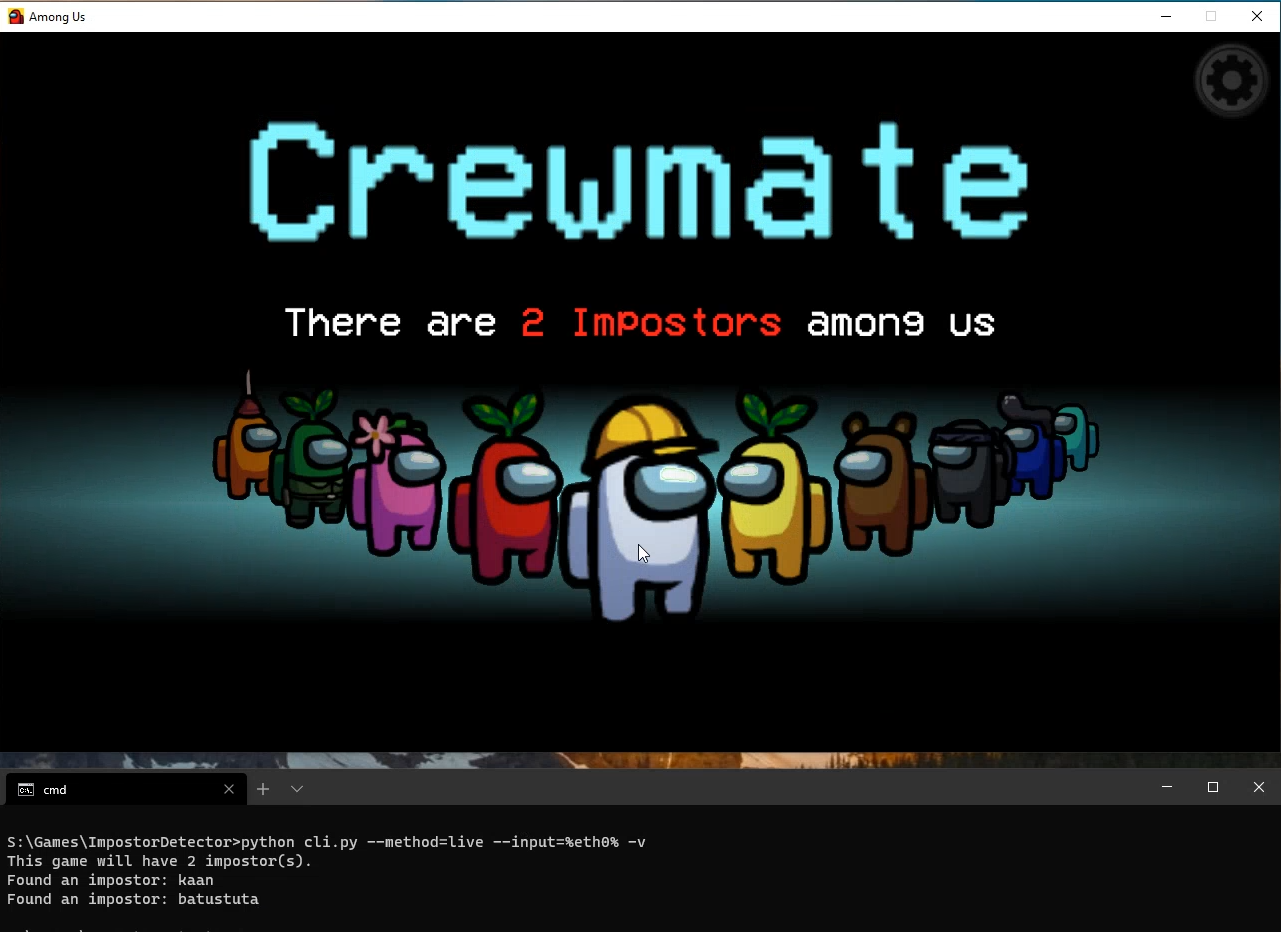 Among Us
Crewmate
There are 2 Impostors among us
cmd
S:\Games\ImpostorDetector>python cli.py --method=live --input=%eth0% -v
This game will have 2 impostor(s).
Found an impostor: kaan
Found an impostor: batustuta